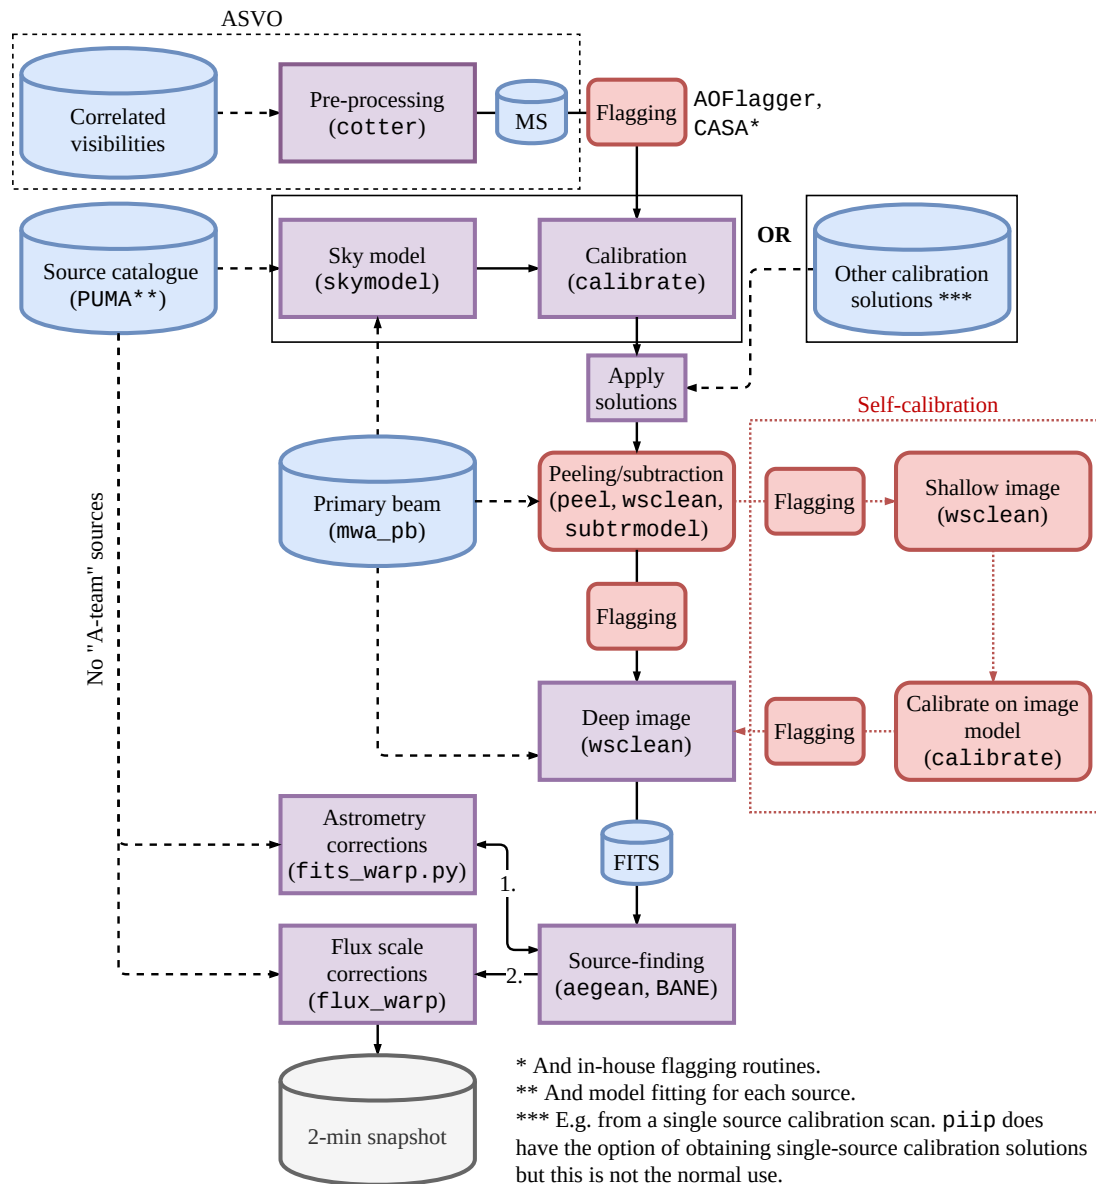 ASVO
Correlated
visibilities
Pre-processing
(cotter)
MS
Flagging
AOFlagger,
CASA*
Source catalogue
(PUMA**)
Sky model
(skymodel)
Calibration
(calibrate)
OR
Other calibration
solutions ***
Apply
solutions
Self-calibration
Primary beam
(mwa_pb)
Peeling/subtraction
(peel, wsclean,
subtrmodel)
Flagging
Shallow image
(wsclean)
Flagging
No "A-team" sources
Deep image
(wsclean)
Flagging
Calibrate on image
model
(calibrate)
Astrometry
corrections
(fits_warp.py)
1.
FITS
Flux scale
corrections
(flux_warp)
2.
Source-finding
(aegean, BANE)
2-min snapshot
* And in-house flagging routines.
** And model fitting for each source.
*** E.g. from a single source calibration scan. piip does
have the option of obtaining single-source calibration solutions
but this is not the normal use.